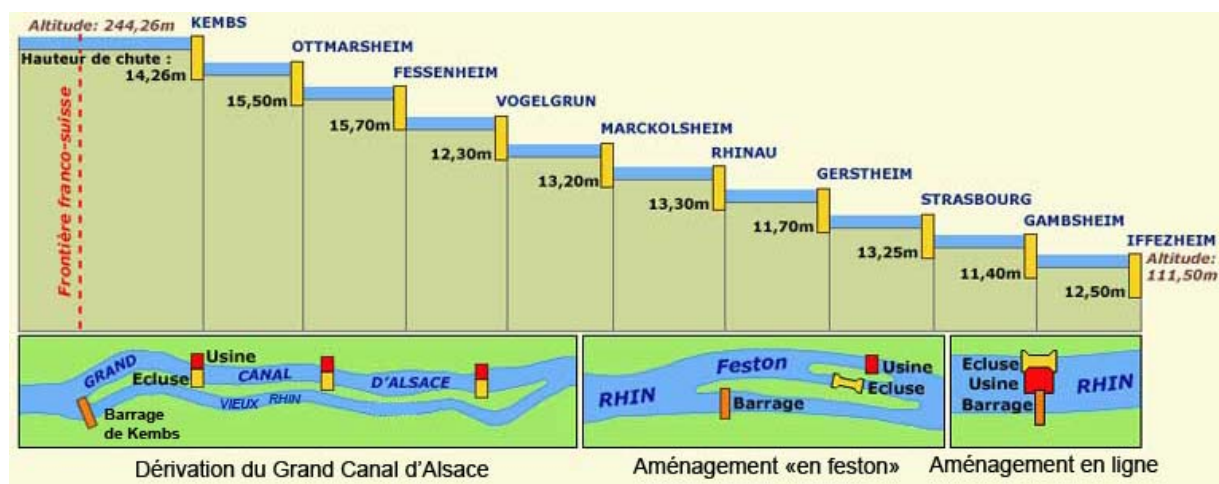 Altitude: 244,26m
KEMBS
Hauteur de chute :
14,26m
OTTMARSHEIM
15,50m
FESSENHEIM
15,70m
VOGELGRUN
12,30m
MARCKOLSHEIM
13,20m
RHINAU
13,30m
GERSTHEIM
11,70m
STRASBOURG
13,25m
GAMBSHEIM
11,40m
IFFEZHEIM
Altitude:
111,50m
12,50m
Frontière franco-suisse
GRAND
CANAL
D'ALSACE
Usine
Ecluse
VIEUX RHIN
Barrage
de Kembs
Dérivation du Grand Canal d'Alsace
RHIN
Feston
Usine
Ecluse
Barrage
Aménagement «en feston»
Ecluse
Usine
Barrage
RHIN
Aménagement en ligne